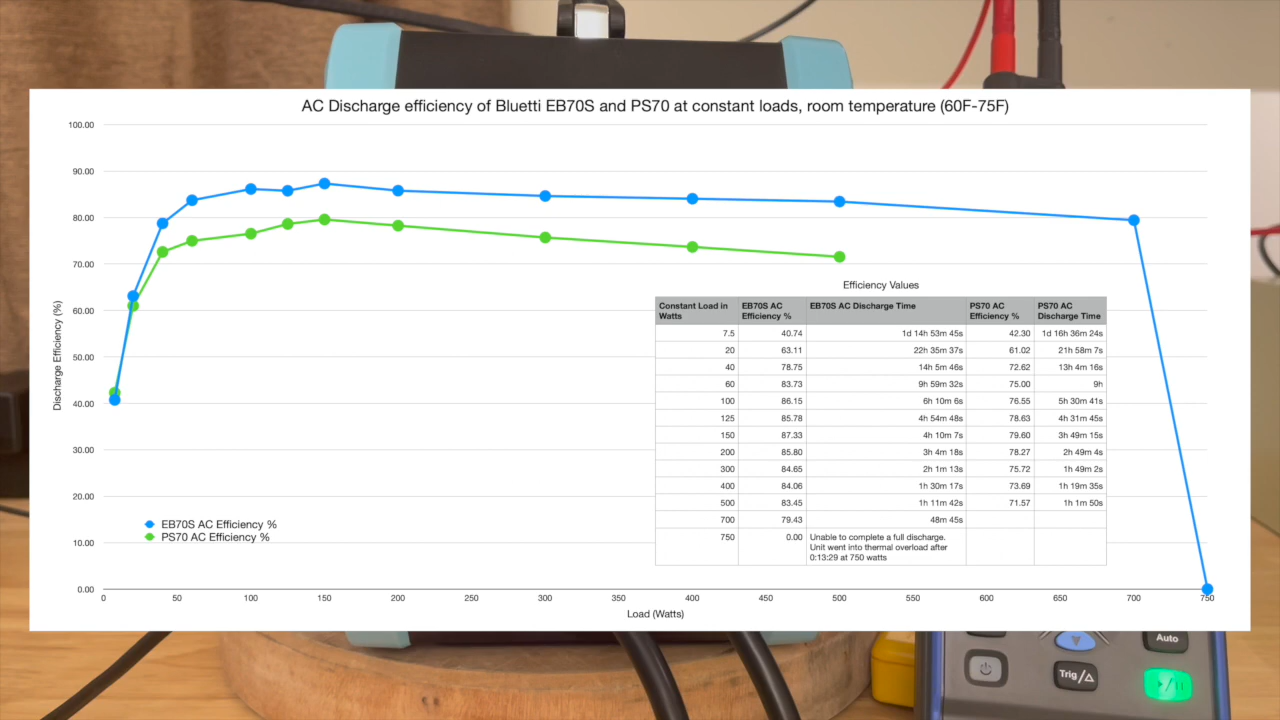 AC Discharge efficiency of Bluetti EB70S and PS70 at constant loads, room temperature (60F-75F)
100.00
90.00
80.00
70.00
60.00
50.00
40.00
30.00
20.00
10.00
0.00
Discharge Efficiency (%)
Efficiency Values
Constant Load in Watts EB70S AC Efficiency % EB70S AC Discharge Time PS70 AC Efficiency % PS70 AC Discharge Time
7.5 40.74 1d 14h 53m 45s 42.30 1d 16h 36m 24s
20 63.11 22h 35m 37s 61.02 21h 58m 7s
40 78.75 14h 5m 46s 72.62 13h 4m 16s
60 83.73 9h 59m 32s 75.00 9h
100 86.15 6h 10m 6s 76.55 5h 30m 41s
125 85.78 4h 54m 48s 78.63 4h 31m 45s
150 87.33 4h 10m 7s 79.60 3h 49m 15s
200 85.80 3h 4m 18s 78.27 2h 49m 4s
300 84.65 2h 1m 13s 75.72 1h 49m 2s
400 84.06 1h 30m 17s 73.69 1h 19m 35s
500 83.45 1h 11m 42s 71.57 1h 1m 50s
700 79.43 48m 45s
750 0.00 Unable to complete a full discharge.
Unit went into thermal overload after
0:13:29 at 750 watts
EB70S AC Efficiency %
PS70 AC Efficiency %
0 50 100 150 200 250 300 350 400 450 500 550 600 650 700 750
Load (Watts)
Auto
Trig/△